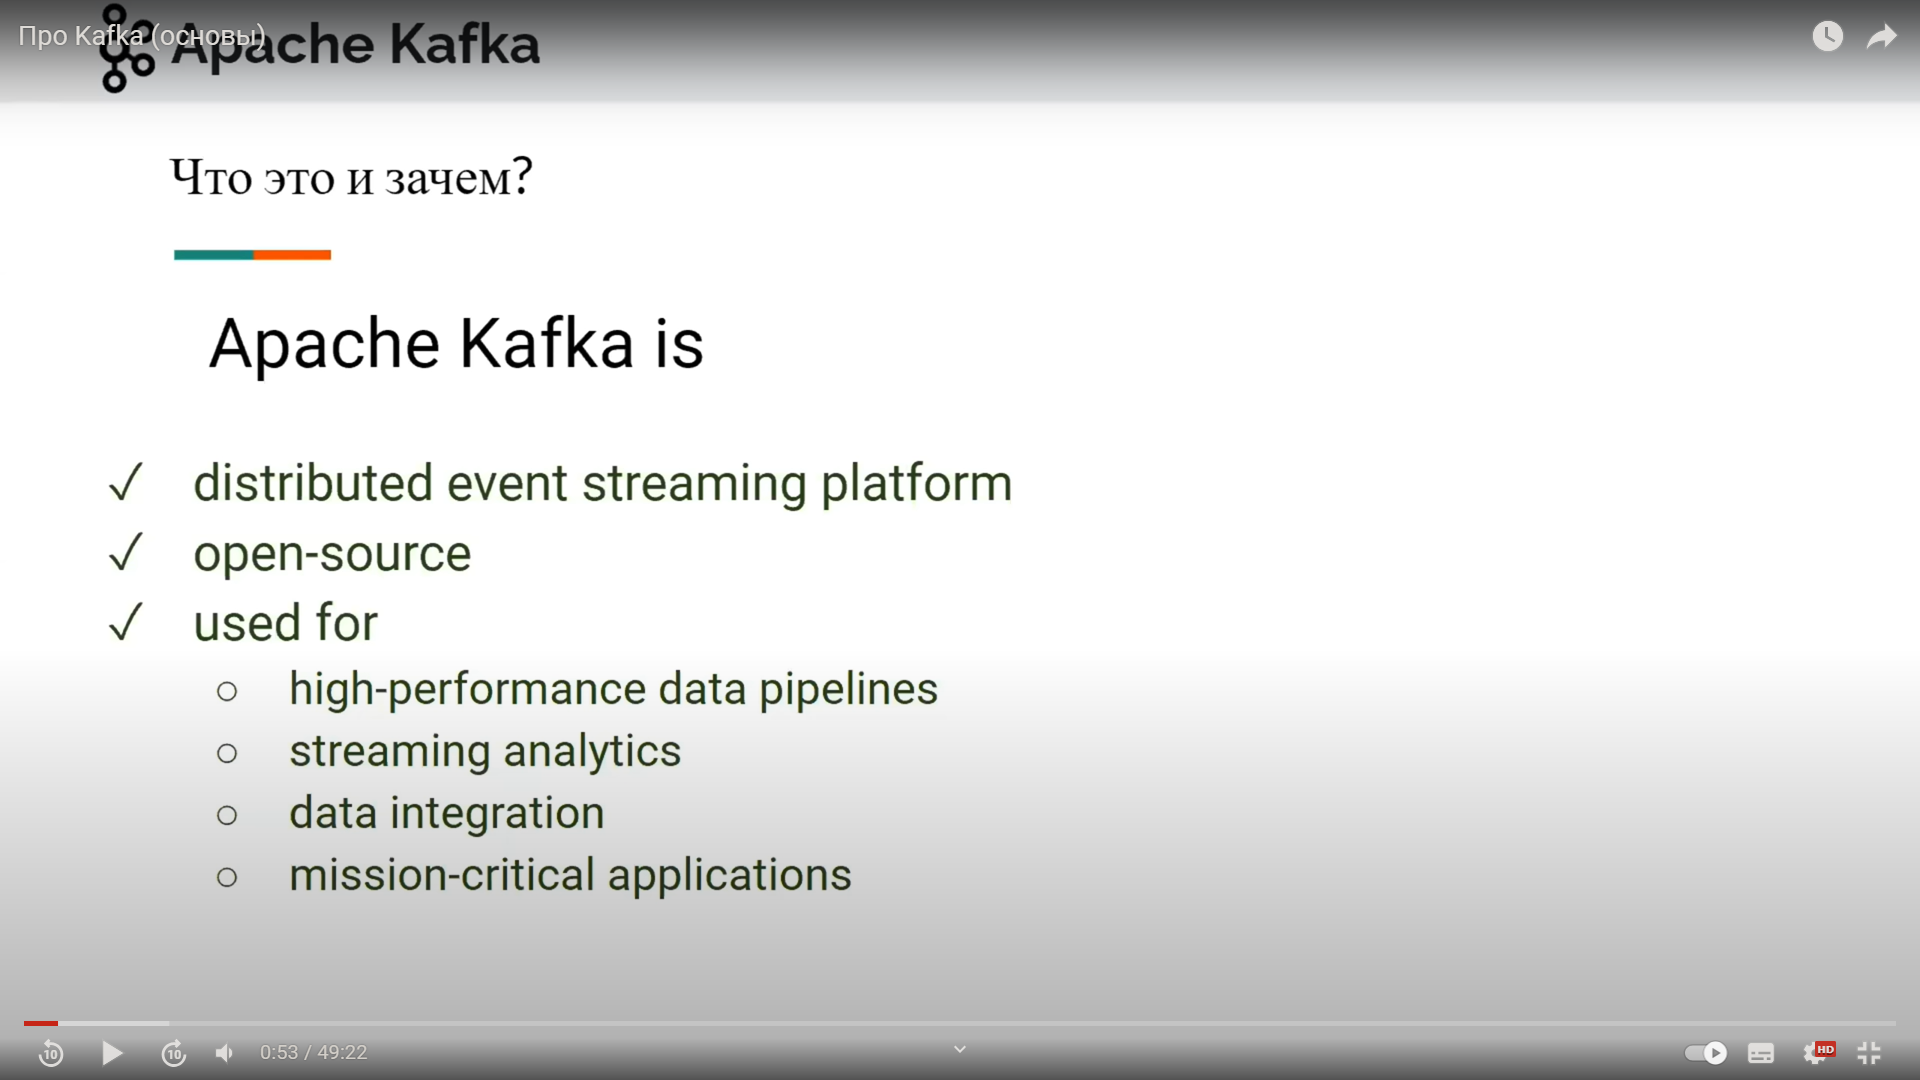 Про Kafka (основы)
Apache Kafka
Что это и зачем?
Apache Kafka is
✓ distributed event streaming platform
✓ open-source
✓ used for
○ high-performance data pipelines
○ streaming analytics
○ data integration
○ mission-critical applications
10
10
0:53 / 49:22
HD